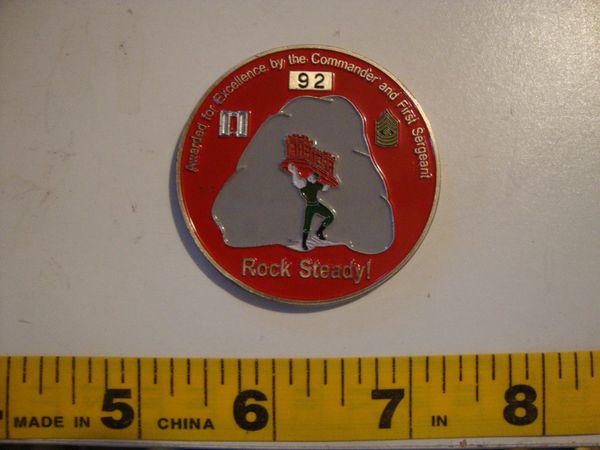 Awarded for Excellence by the Commander and First Sergeant
92
Rock Steady!
MADE IN 5 CHINA 6 7 IN 8